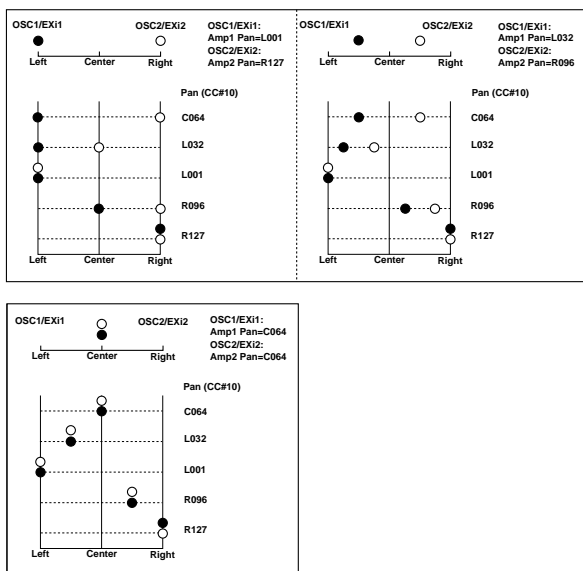 OSC1/EXi1
OSC2/EXi2
OSC1/EXi1:
Amp1 Pan=L001
OSC2/EXi2:
Amp2 Pan=R127
Left Center Right
Pan (CC#10)
C064
L032
L001
R096
R127
Left Center Right
OSC1/EXi1
OSC2/EXi2
OSC1/EXi1:
Amp1 Pan=L032
OSC2/EXi2:
Amp2 Pan=R096
Left Center Right
Pan (CC#10)
C064
L032
L001
R096
R127
Left Center Right
OSC1/EXi1
OSC2/EXi2
OSC1/EXi1:
Amp1 Pan=C064
OSC2/EXi2:
Amp2 Pan=C064
Left Center Right
Pan (CC#10)
C064
L032
L001
R096
R127
Left Center Right